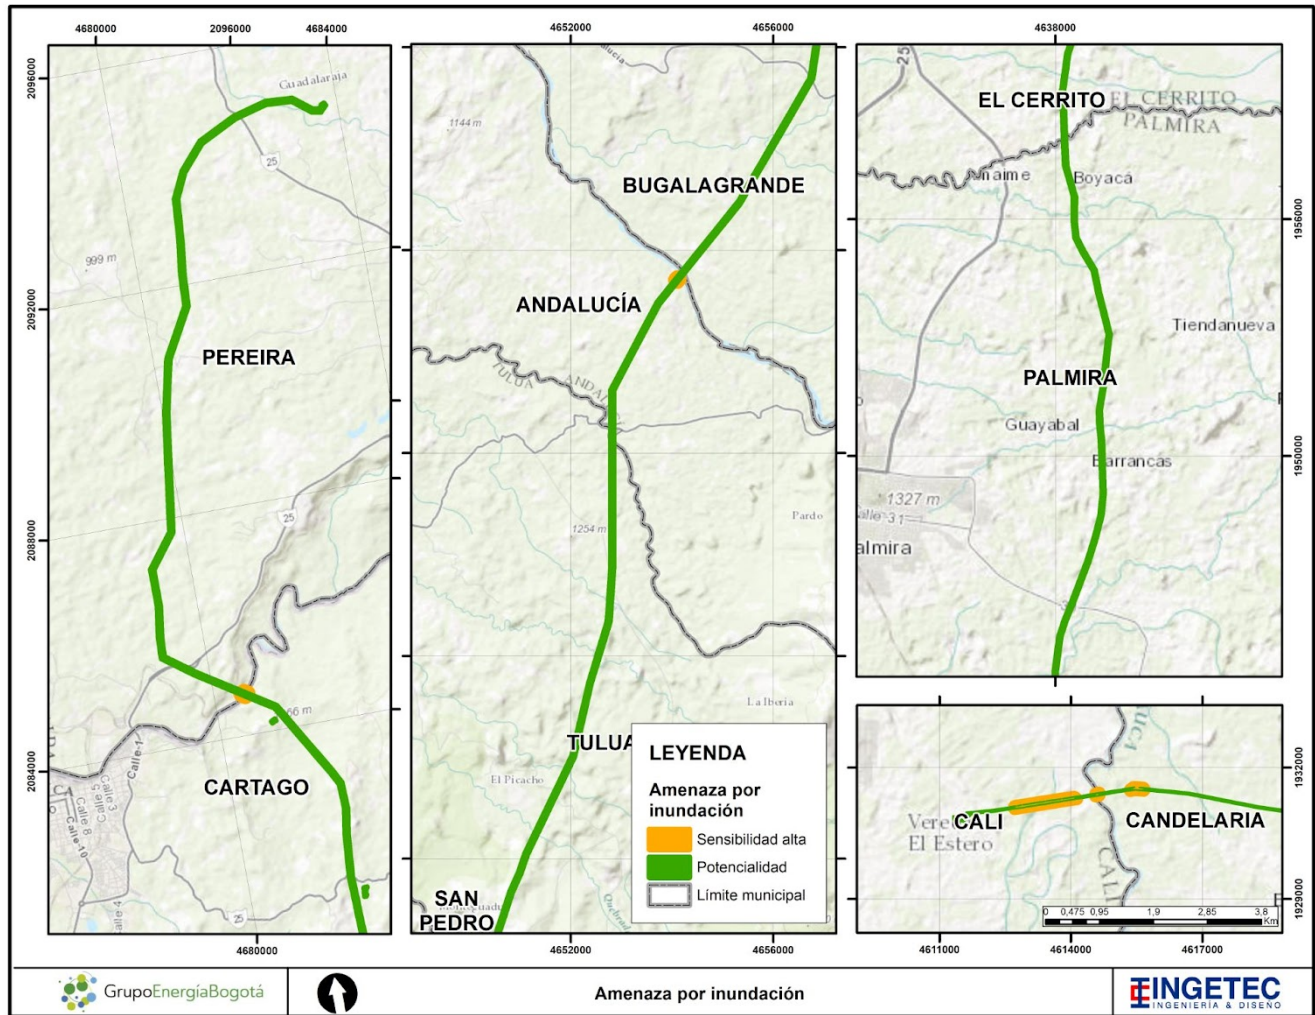 4680000
2096000
4684000
4652000
4656000
4638000
2096000
2092000
2088000
2084000
Guadalaraja
25
999 m
PEREIRA
25
66 m
CARTAGO
Calle 3
Calle 8
Calle 10
Calle 4
25
4680000
1144 m
BUGALAGRANDE
ANDALUCÍA
TULUA
1254 m
Pardo
La Iberia
TULUA
El Picacho
SAN
PEDRO
LEYENDA
Amenaza por
inundación
Sensibilidad alta
Potencialidad
Límite municipal
4652000
4656000
25
EL CERRITO
EL CERRITO
PALMIRA
Boyacá
Tiendanueva
PALMIRA
Guayabal
Barrancas
1327 m
almira
1956000
1950000
CALI
El Estero
CANDELARIA
CALI
0 0,475 0,95 1,9 2,85 3,8
Km
1932000
1929000
4611000
4614000
4617000
GrupoEnergíaBogotá
Amenaza por inundación
INGETEC
INGENIERÍA & DISEÑO